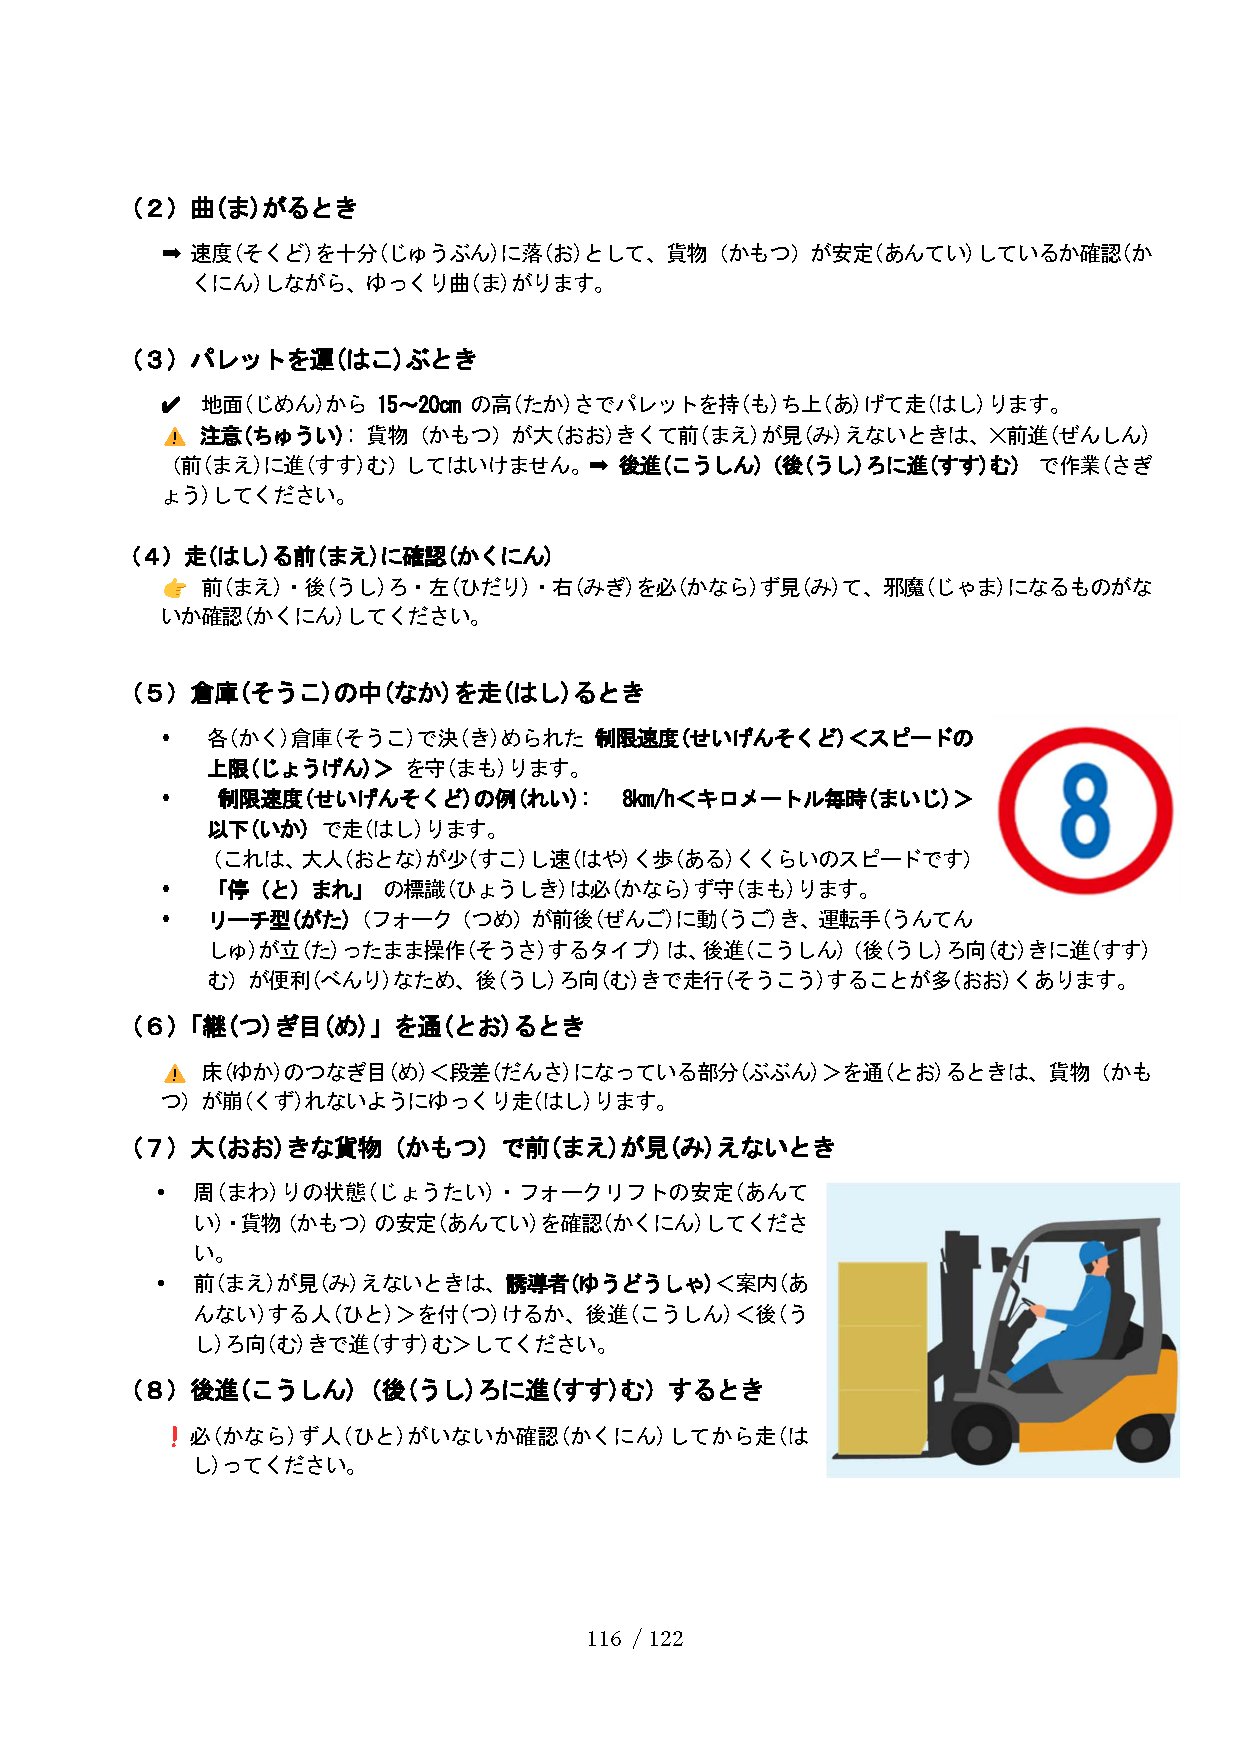 （２）曲(ま)がるとき
➡ 速度(そくど)を十分(じゅうぶん)に落(お)として、貨物（かもつ）が安定(あんてい)しているか確認(か
くにん)しながら、ゆっくり曲(ま)がります。
（３）パレットを運(はこ)ぶとき
✔ 地面(じめん)から 15～20㎝ の高(たか)さでパレットを持(も)ち上(あ)げて走(はし)ります。
⚠ 注意(ちゅうい)：貨物（かもつ）が大(おお)きくて前(まえ)が見(み)えないときは、×前進(ぜんしん)
（前(まえ)に進(すす)む）してはいけません。➡ 後進(こうしん)（後(うし)ろに進(すす)む） で作業(さぎ
ょう)してください。
（４）走(はし)る前(まえ)に確認(かくにん)
👉 前(まえ)・後(うし)ろ・左(ひだり)・右(みぎ)を必(かなら)ず見(み)て、邪魔(じゃま)になるものがな
いか確認(かくにん)してください。
（５）倉庫(そうこ)の中(なか)を走(はし)るとき
• 各(かく)倉庫(そうこ)で決(き)められた 制限速度(せいげんそくど)＜スピードの
上限(じょうげん)＞ を守(まも)ります。
• 制限速度(せいげんそくど)の例(れい)： 8㎞/h＜キロメートル毎時(まいじ)＞
以下(いか) で走(はし)ります。
（これは、大人(おとな)が少(すこ)し速(はや)く歩(ある)くくらいのスピードです）
• 「停（と）まれ」 の標識(ひょうしき)は必(かなら)ず守(まも)ります。
• リーチ型(がた)（フォーク（つめ）が前後(ぜんご)に動(うご)き、運転手(うんてん
しゅ)が立(た)ったまま操作(そうさ)するタイプ）は、後進(こうしん)（後(うし)ろ向(む)きに進(すす)
む）が便利(べんり)なため、後(うし)ろ向(む)きで走行(そうこう)することが多(おお)くあります。
8
（６）「継(つ)ぎ目(め)」を通(とお)るとき
⚠ 床(ゆか)のつなぎ目(め)＜段差(だんさ)になっている部分(ぶぶん)＞を通(とお)るときは、貨物（かも
つ）が崩(くず)れないようにゆっくり走(はし)ります。
（７）大(おお)きな貨物（かもつ）で前(まえ)が見(み)えないとき
• 周(まわ)りの状態(じょうたい)・フォークリフトの安定(あんて
い)・貨物（かもつ）の安定(あんてい)を確認(かくにん)してくださ
い。
• 前(まえ)が見(み)えないときは、誘導者(ゆうどうしゃ)＜案内(あ
んない)する人(ひと)＞を付(つ)けるか、後進(こうしん)＜後(う
し)ろ向(む)きで進(すす)む＞してください。
（８）後進(こうしん)（後(うし)ろに進(すす)む）するとき
❗必(かなら)ず人(ひと)がいないか確認(かくにん)してから走(は
し)ってください。
116 / 122